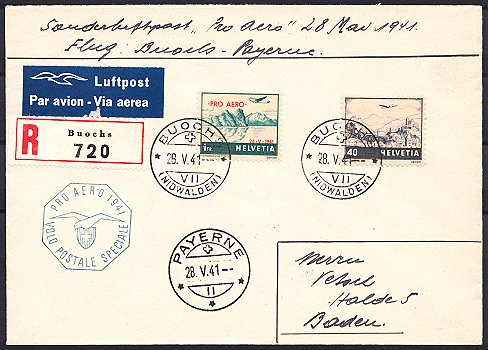 Sonderluftpost „Pro Aero" 28 Mai 1941.
Flug: Buochs - Payerne.
Luftpost
Par avion - Via aerea
R
Buochs
720
PRO AERO
28.V.1941
1 Fr.
HELVETIA
BUOCHS
28.V.41---
VII
(NIDWALDEN)
40
HELVETIA
BUOCHS
28.V.41---
VII
(NIDWALDEN)
PRO AERO 1941
VOLO POSTALE SPECIALE
PAYERNE
28.V.41--
II
Herrn
Halde 5
Baden.